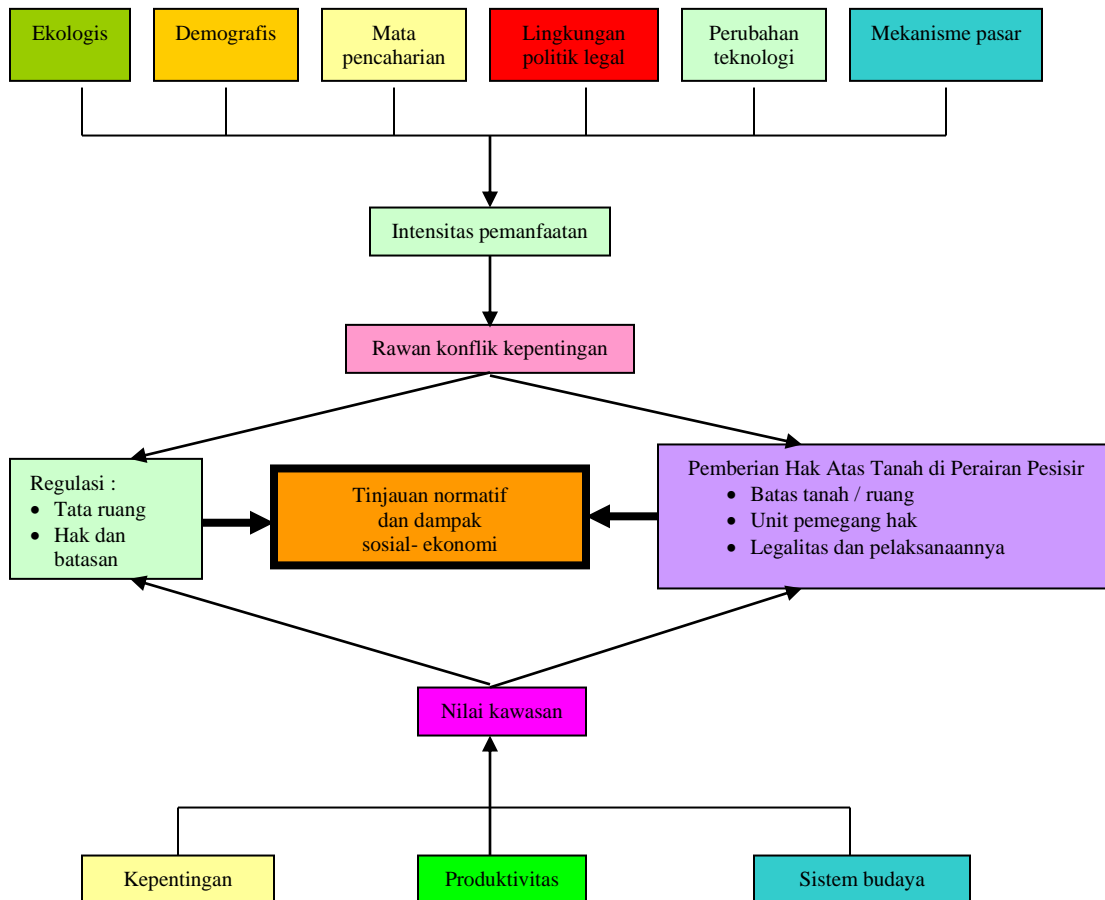 Ekologis
Demografis
Mata
pencaharian
Lingkungan
politik legal
Perubahan
teknologi
Mekanisme pasar
Intensitas pemanfaatan
Rawan konflik kepentingan
Regulasi :
• Tata ruang
• Hak dan
batasan
Tinjauan normatif
dan dampak
sosial- ekonomi
Pemberian Hak Atas Tanah di Perairan Pesisir
• Batas tanah / ruang
• Unit pemegang hak
• Legalitas dan pelaksanaannya
Nilai kawasan
Kepentingan
Produktivitas
Sistem budaya